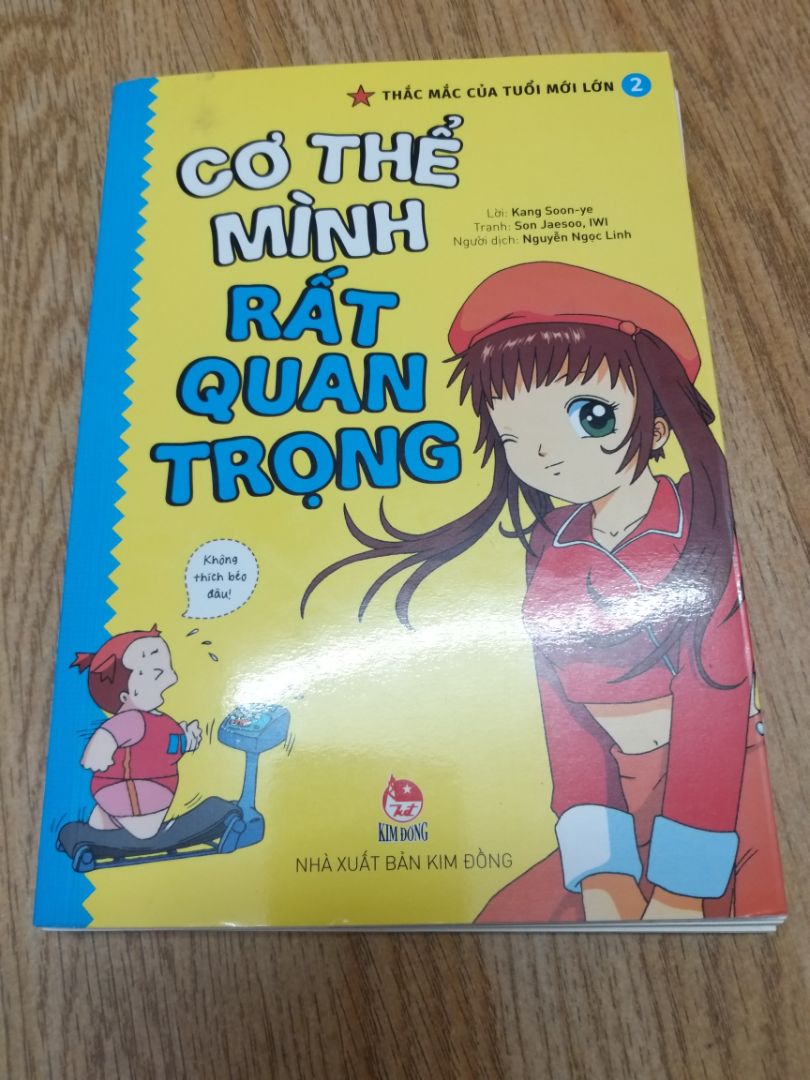 THẮC MẮC CỦA TUỔI MỚI LỚN 2
CƠ THỂ
MÌNH
RẤT
QUAN
TRỌNG
Lời: Kang Soon-ye
Tranh: Son Jaesoo, IWI
Người dịch: Nguyễn Ngọc Linh
Không
thích béo
đâu!
KIM ĐỒNG
NHÀ XUẤT BẢN KIM ĐỒNG